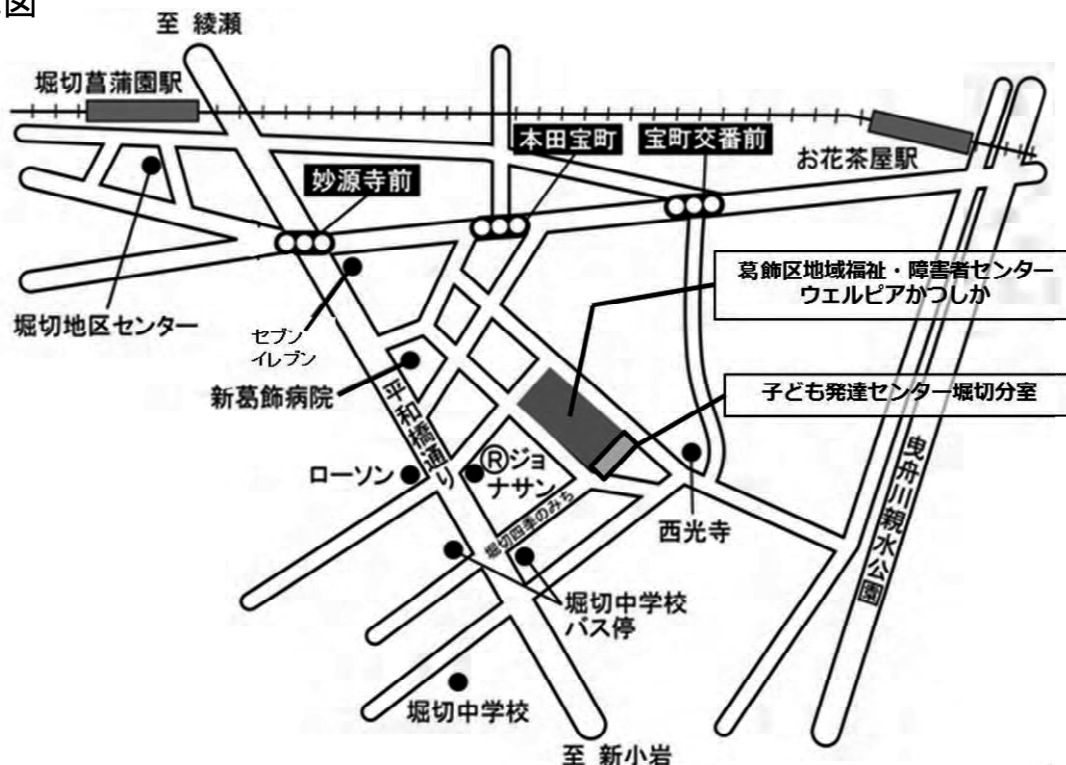 図
至 綾瀬
堀切菖蒲園駅
本田宝町
宝町交番前
お花茶屋駅
妙源寺前
葛飾区地域福祉・障害者センター
ウェルピアかつしか
堀切地区センター
セブン
イレブン
新葛飾病院
子ども発達センター堀切分室
平和橋通り
曳舟川親水公園
ローソン
Ⓡジョ
ナサン
堀切四季のみち
西光寺
堀切中学校
バス停
堀切中学校
至 新小岩